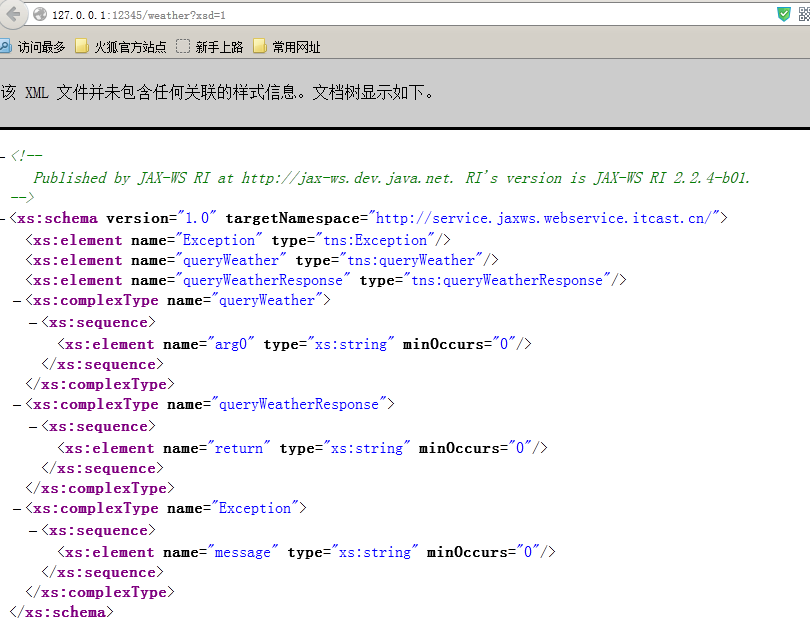 127.0.0.1:12345/weather?xsd=1
访问最多 火狐官方站点 新手上路 常用网址
该 XML 文件并未包含任何关联的样式信息。文档树显示如下。
- <!--
Published by JAX-WS RI at http://jax-ws.dev.java.net. RI's version is JAX-WS RI 2.2.4-b01.
-->
- <xs:schema version="1.0" targetNamespace="http://service.jaxws.webservice.itcast.cn/">
<xs:element name="Exception" type="tns:Exception"/>
<xs:element name="queryWeather" type="tns:queryWeather"/>
<xs:element name="queryWeatherResponse" type="tns:queryWeatherResponse"/>
- <xs:complexType name="queryWeather">
- <xs:sequence>
<xs:element name="arg0" type="xs:string" minOccurs="0"/>
</xs:sequence>
</xs:complexType>
- <xs:complexType name="queryWeatherResponse">
- <xs:sequence>
<xs:element name="return" type="xs:string" minOccurs="0"/>
</xs:sequence>
</xs:complexType>
- <xs:complexType name="Exception">
- <xs:sequence>
<xs:element name="message" type="xs:string" minOccurs="0"/>
</xs:sequence>
</xs:complexType>
</xs:schema>